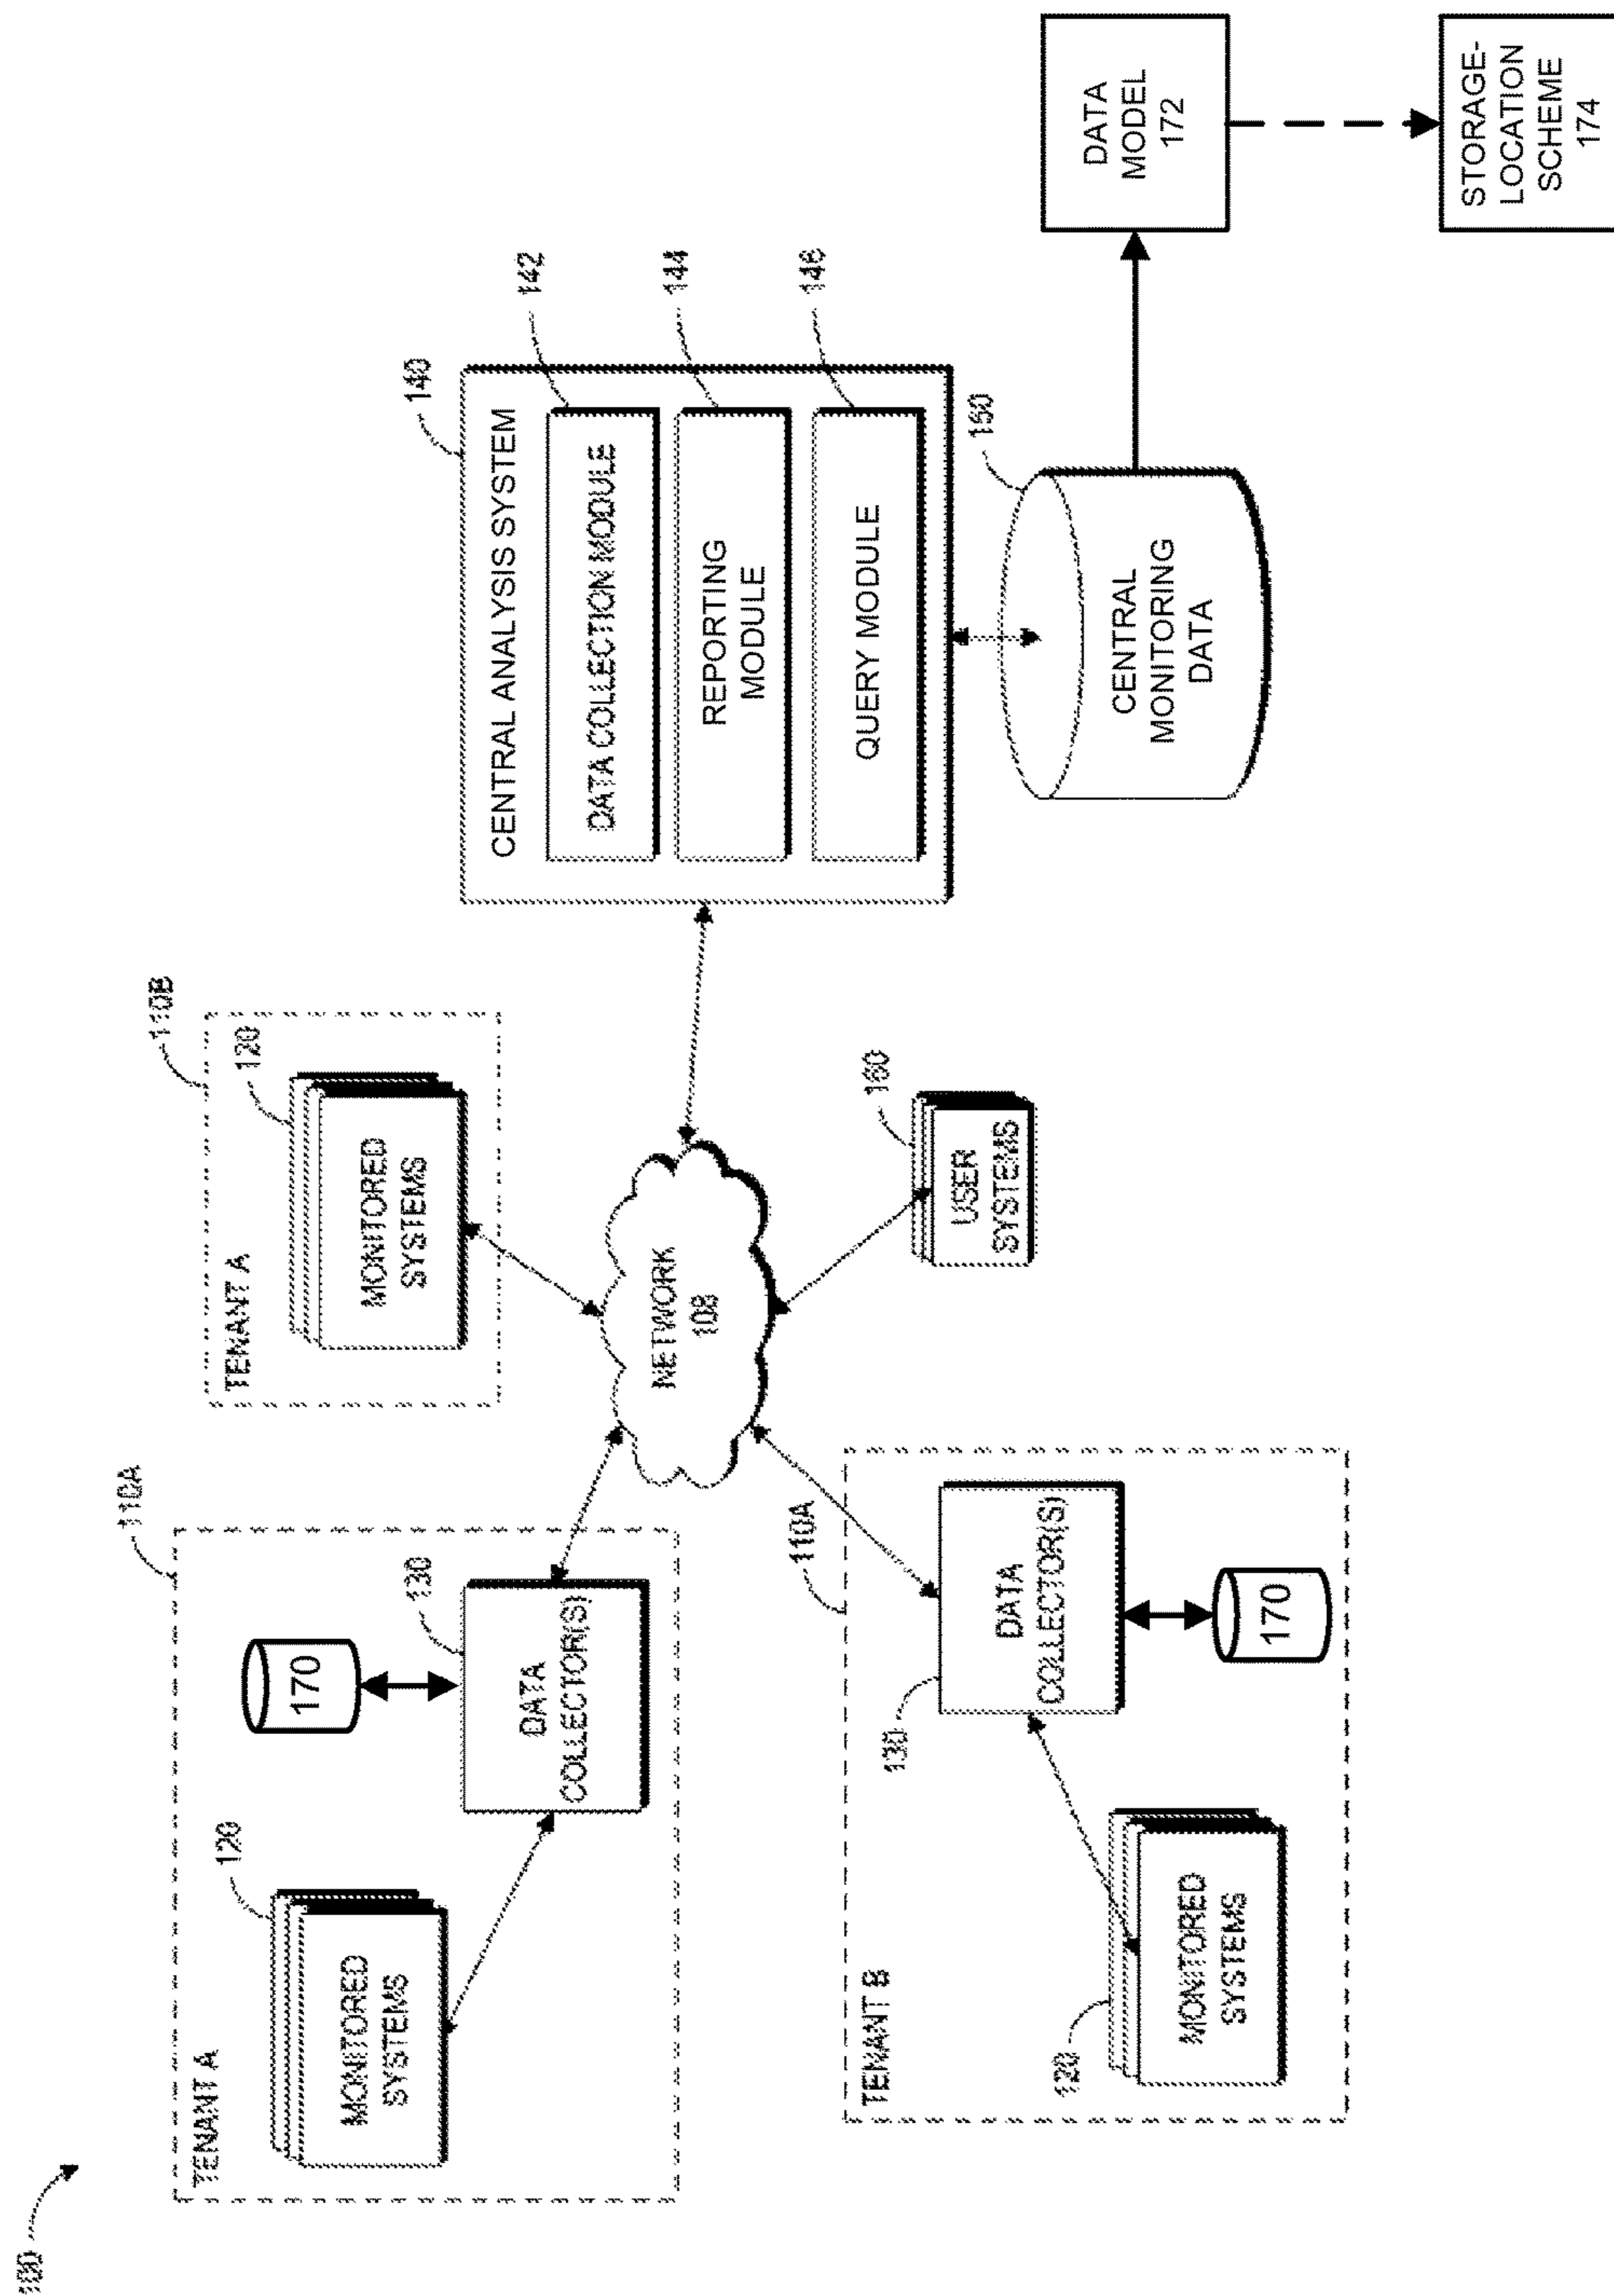 100
110A
TENANT A
120
MONITORED
SYSTEMS
170
130
DATA
COLLECTOR(S)
110B
TENANT A
120
MONITORED
SYSTEMS
NETWORK
108
110A
TENANT B
120
MONITORED
SYSTEMS
130
DATA
COLLECTOR(S)
170
160
USER
SYSTEMS
140
CENTRAL ANALYSIS SYSTEM
142
DATA COLLECTION MODULE
144
REPORTING
MODULE
146
QUERY MODULE
150
CENTRAL
MONITORING
DATA
DATA
MODEL
172
STORAGE-
LOCATION
SCHEME
174